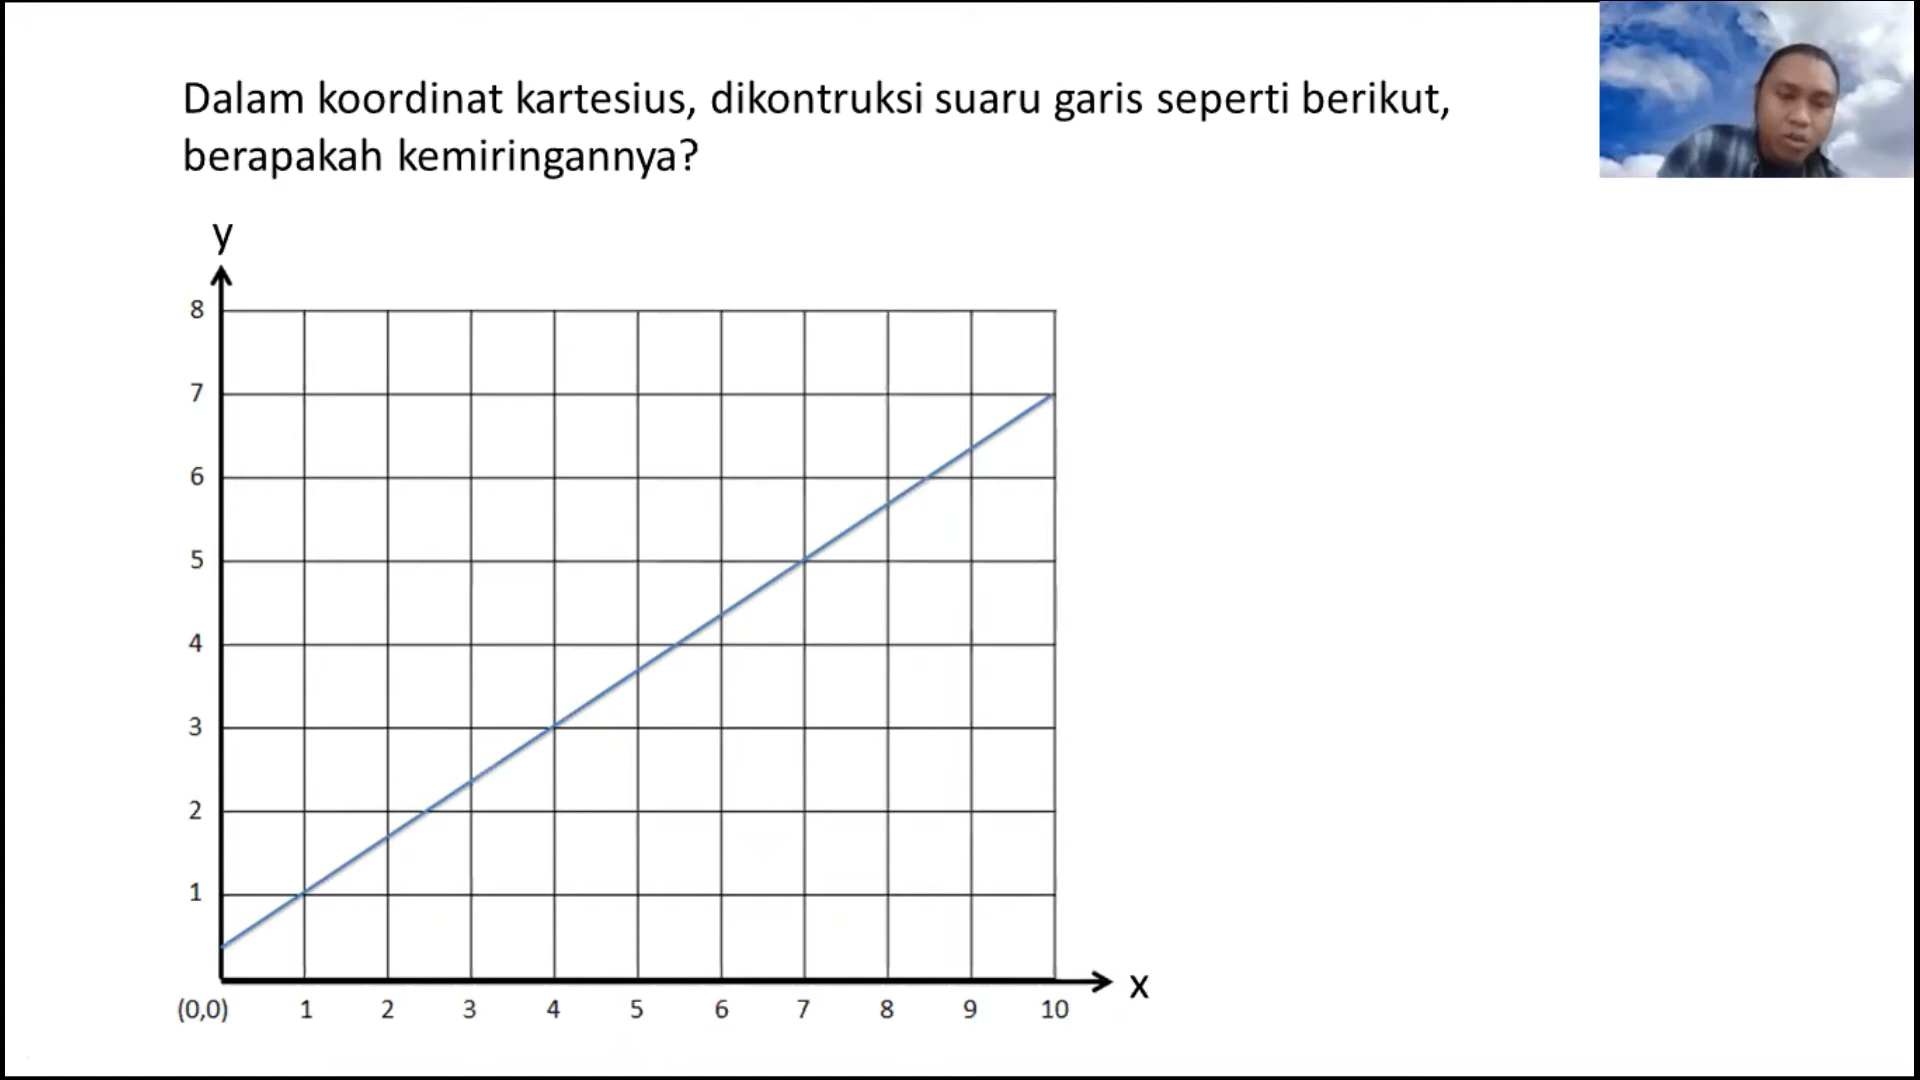 Dalam koordinat kartesius, dikontruksi suaru garis seperti berikut,
berapakah kemiringannya?
y
8
7
6
5
4
3
2
1
x
(0,0) 1 2 3 4 5 6 7 8 9 10